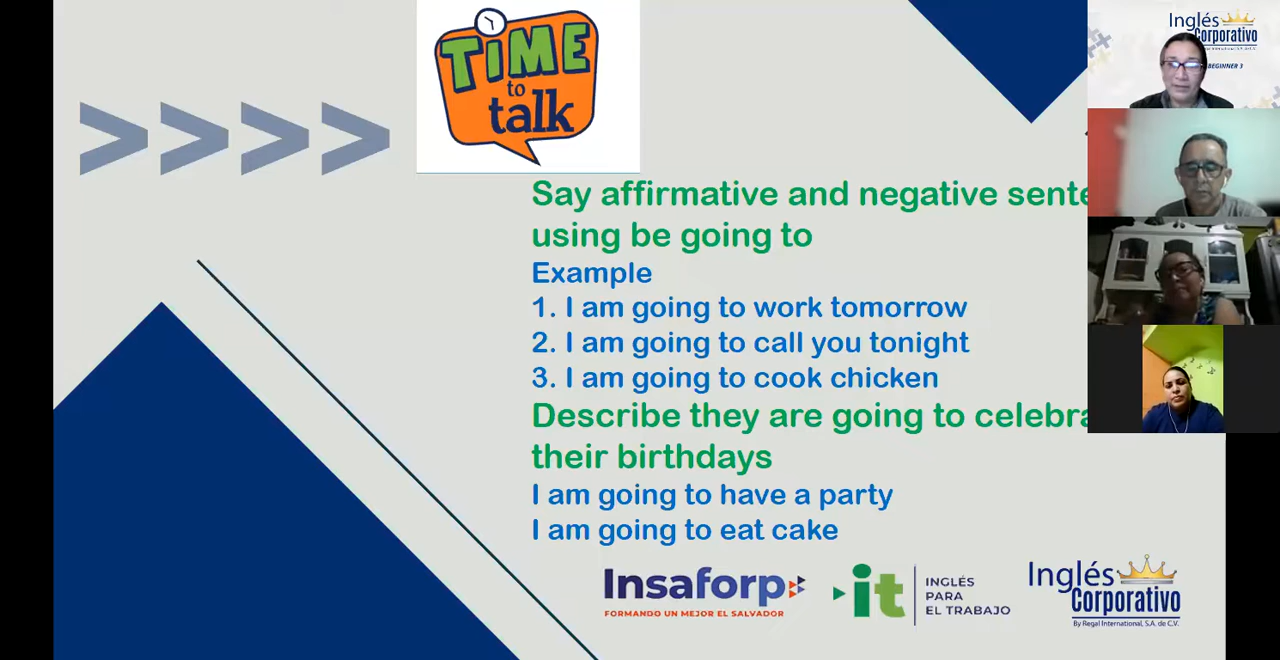 TIME
to
talk
Say affirmative and negative sente
using be going to
Example
1. I am going to work tomorrow
2. I am going to call you tonight
3. I am going to cook chicken
Describe they are going to celebra
their birthdays
I am going to have a party
I am going to eat cake
Insaforp
FORMANDO UN MEJOR EL SALVADOR
it
INGLÉS
PARA
EL TRABAJO
Inglés
Corporativo
By Regal International, S.A. de C.V.
Inglés
Corporativo
BEGINNER 3